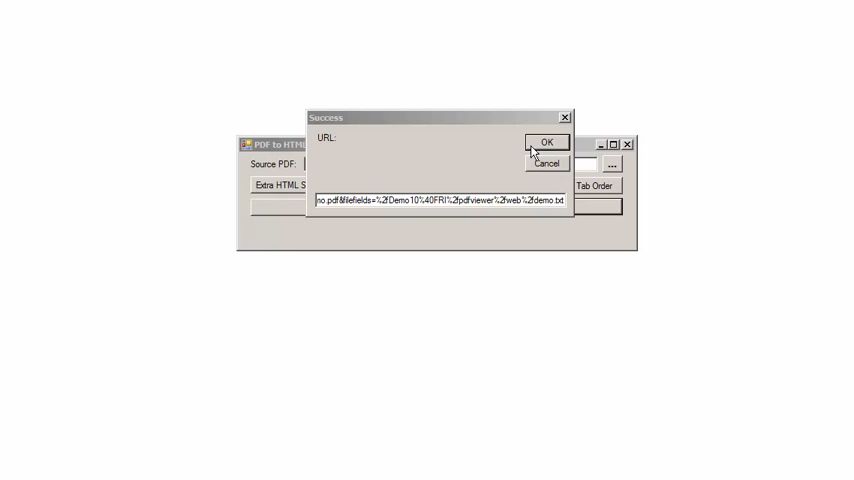 Success
URL:
OK
Cancel
no.pdf&filefields=%2fDemo10%40FRI%2fpdfviewer%2fweb%2fdemo.txt
PDF to HTML
Source PDF:
...
Extra HTML S
Tab Order